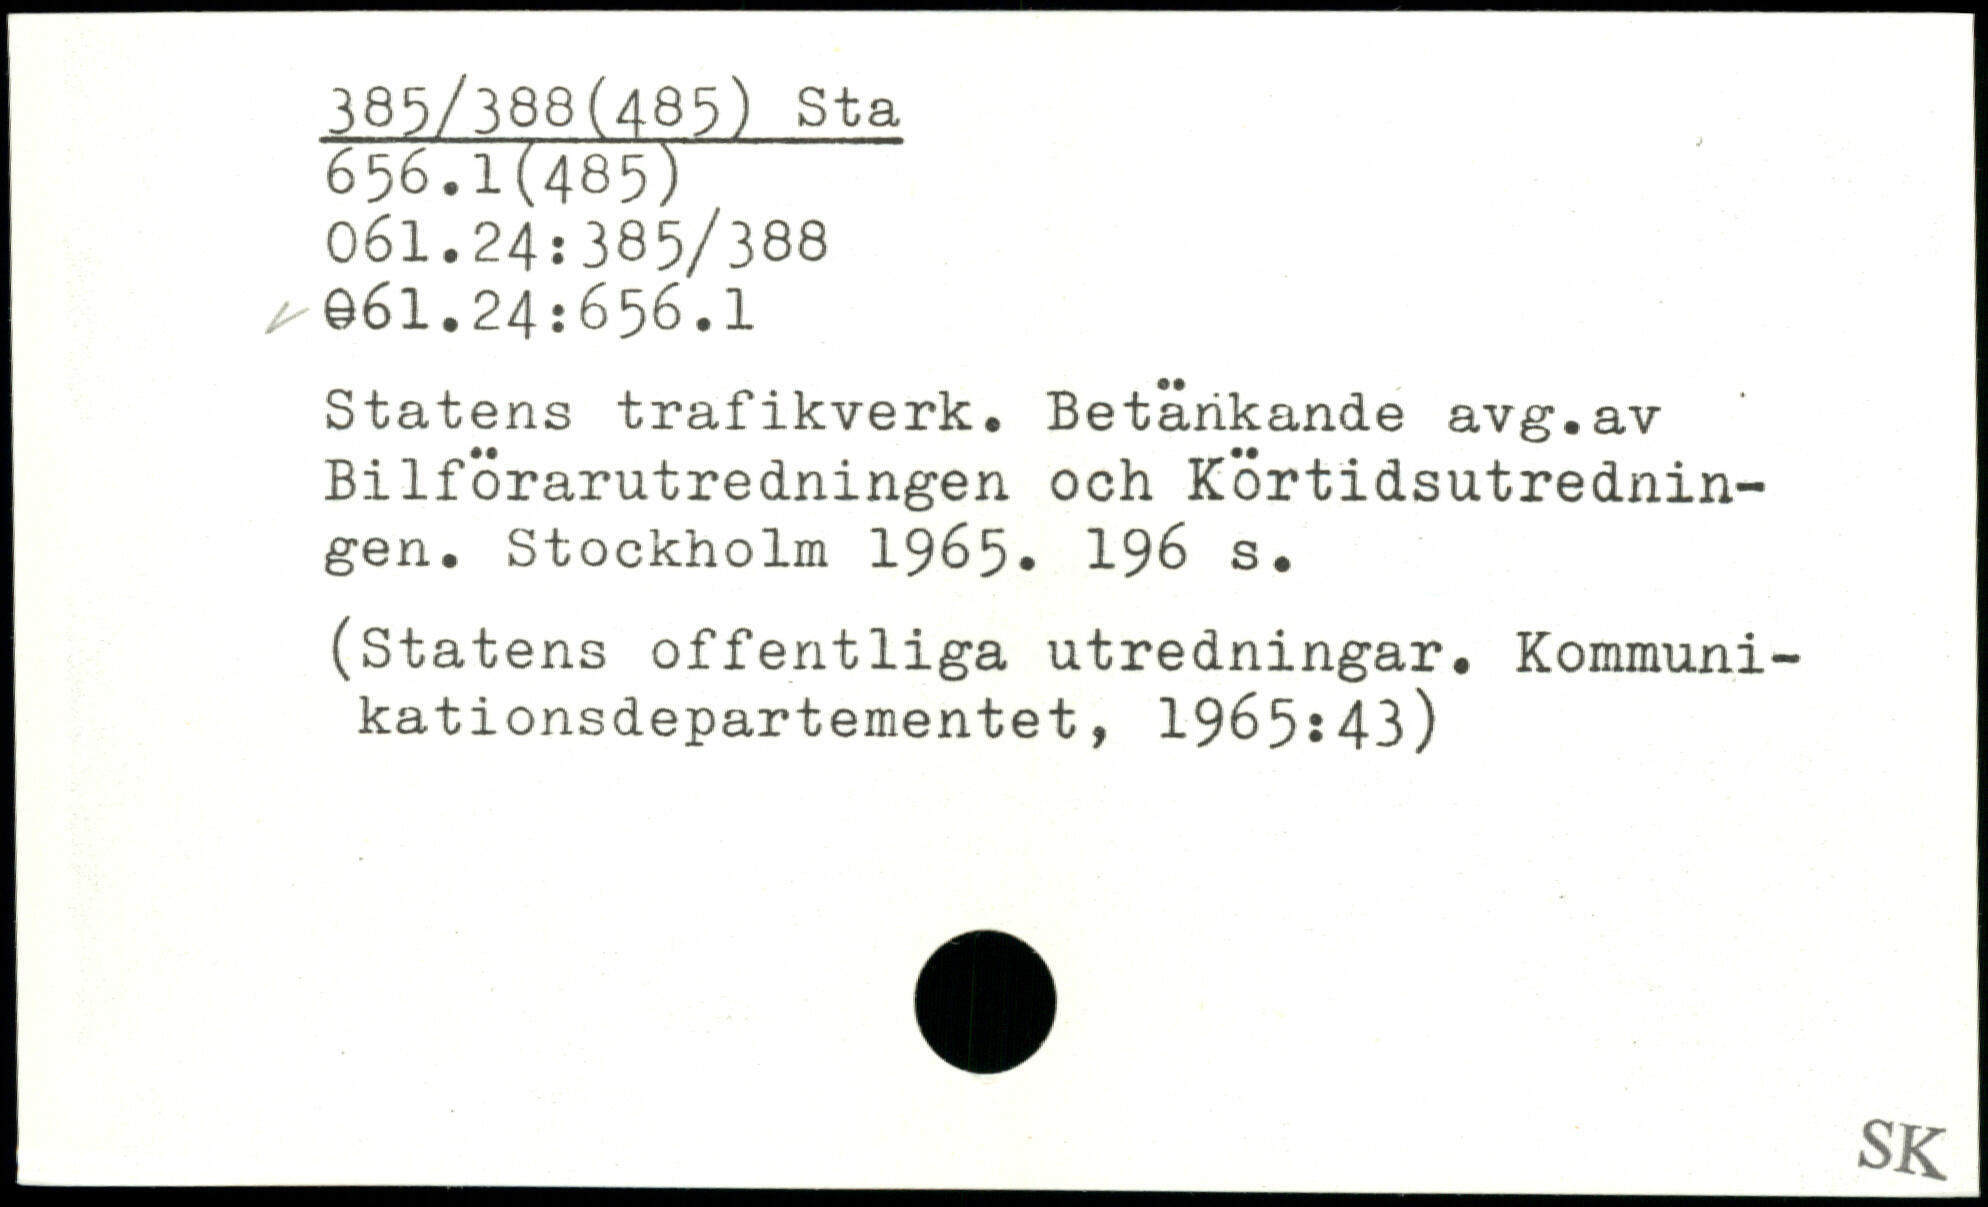 385/388(485) Sta
656.1(485)
061.24:385/388
061.24:656.1
Statens trafikverk. Betänkande avg.av
Bilförarutredningen och Körtidsutrednin-
gen. Stockholm 1965. 196 s.
(Statens offentliga utredningar. Kommuni-
kationsdepartementet, 1965:43)
SK